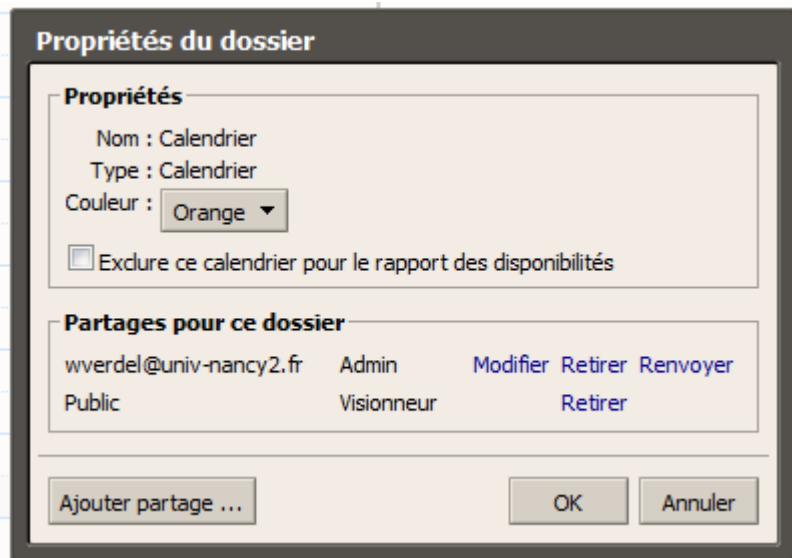 Propriétés du dossier
Propriétés
Nom : Calendrier
Type : Calendrier
Couleur : Orange
Exclure ce calendrier pour le rapport des disponibilités
Partages pour ce dossier
wverdel@univ-nancy2.fr Admin Modifier Retirer Renvoyer
Public Visionneur Retirer
Ajouter partage ... OK Annuler